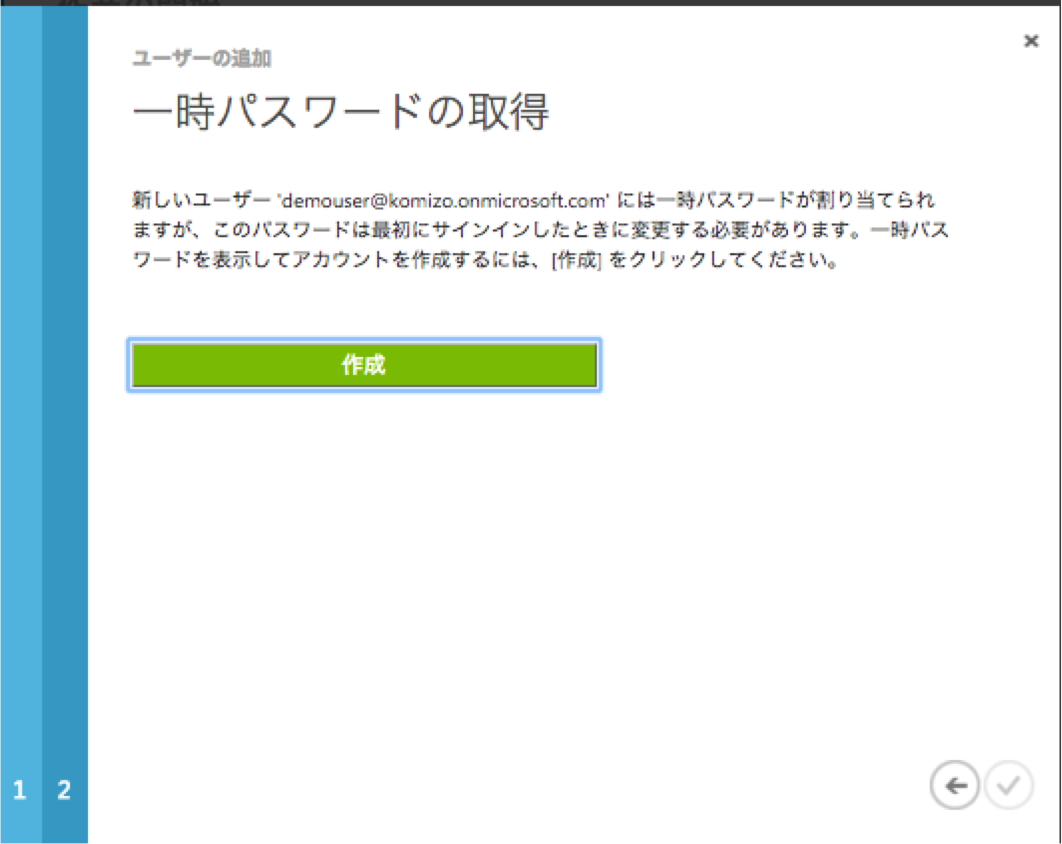 ユーザーの追加
一時パスワードの取得
新しいユーザー 'demouser@komizo.onmicrosoft.com' には一時パスワードが割り当てられ
ますが、このパスワードは最初にサインインしたときに変更する必要があります。一時パス
ワードを表示してアカウントを作成するには、[作成] をクリックしてください。
作成
1 2